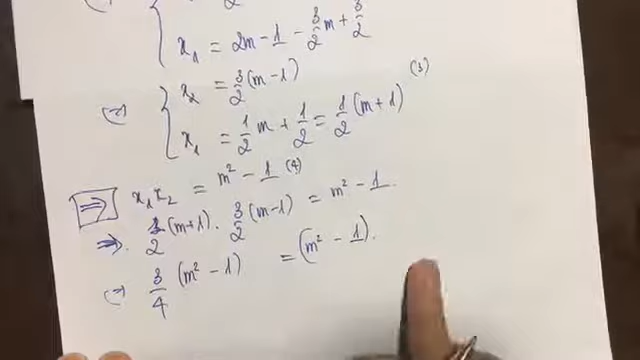 x₁ = 2m - 1 - 3/2 m + 3/2
⇔ { x₂ = 3/2 (m - 1)
x₁ = 1/2 m + 1/2 = 1/2 (m + 1) (3)
⇒ x₁x₂ = m² - 1 (4)
⇒ 1/2 (m+1) . 3/2 (m-1) = m² - 1.
⇔ 3/4 (m² - 1) = (m² - 1).